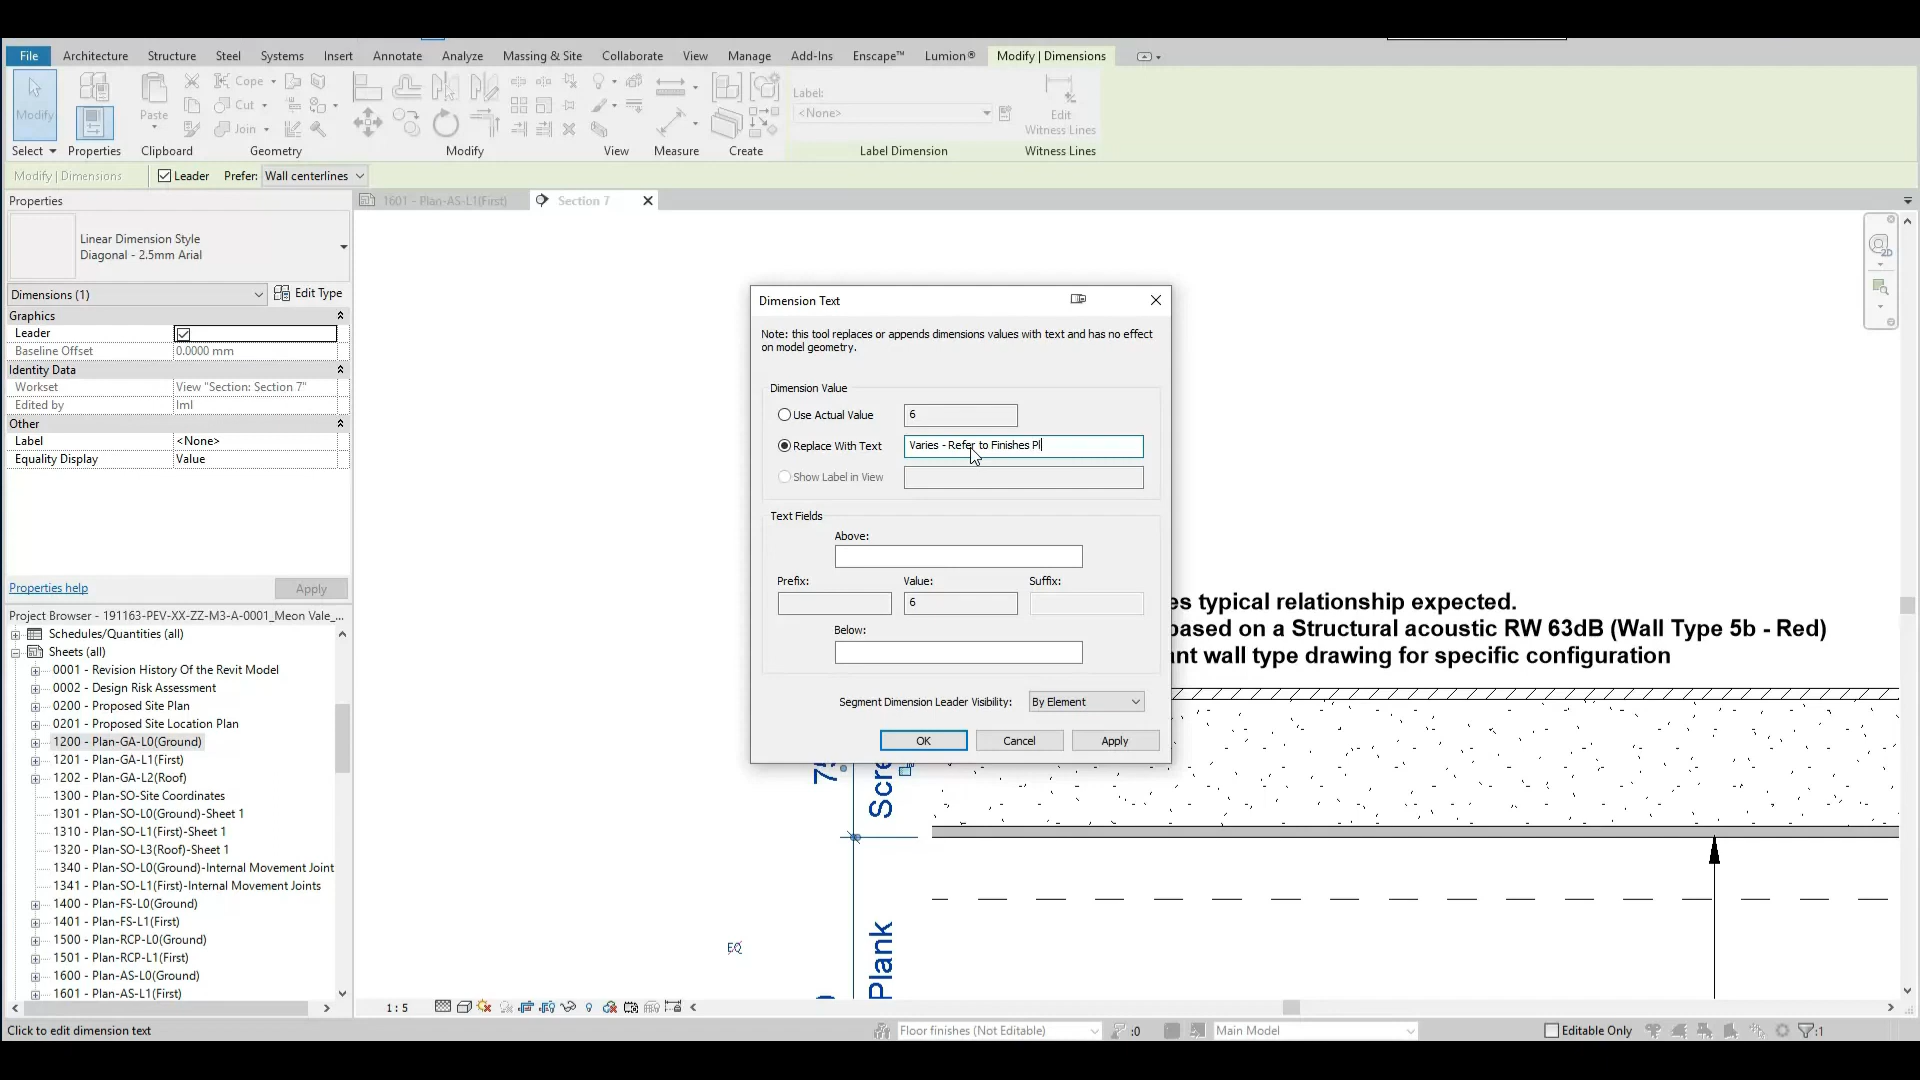 File Architecture Structure Steel Systems Insert Annotate Analyze Massing & Site Collaborate View Manage Add-Ins Enscape™ Lumion® Modify | Dimensions
Modify
Paste
Cope
Cut
Join
Label:
<None>
Edit
Witness Lines
Select Properties Clipboard Geometry Modify View Measure Create Label Dimension Witness Lines
Modify | Dimensions Leader Prefer: Wall centerlines
Properties
1601 - Plan-AS-L1(First)
Section 7
Linear Dimension Style
Diagonal - 2.5mm Arial
Dimensions (1) Edit Type
Graphics
Leader
Baseline Offset 0.0000 mm
Identity Data
Workset View "Section: Section 7"
Edited by lml
Other
Label <None>
Equality Display Value
Properties help Apply
Project Browser - 191163-PEV-XX-ZZ-M3-A-0001_Meon Vale_...
Schedules/Quantities (all)
Sheets (all)
0001 - Revision History Of the Revit Model
0002 - Design Risk Assessment
0200 - Proposed Site Plan
0201 - Proposed Site Location Plan
1200 - Plan-GA-L0(Ground)
1201 - Plan-GA-L1(First)
1202 - Plan-GA-L2(Roof)
1300 - Plan-SO-Site Coordinates
1301 - Plan-SO-L0(Ground)-Sheet 1
1310 - Plan-SO-L1(First)-Sheet 1
1320 - Plan-SO-L3(Roof)-Sheet 1
1340 - Plan-SO-L0(Ground)-Internal Movement Joint
1341 - Plan-SO-L1(First)-Internal Movement Joints
1400 - Plan-FS-L0(Ground)
1401 - Plan-FS-L1(First)
1500 - Plan-RCP-L0(Ground)
1501 - Plan-RCP-L1(First)
1600 - Plan-AS-L0(Ground)
1601 - Plan-AS-L1(First)
Dimension Text
Note: this tool replaces or appends dimensions values with text and has no effect
on model geometry.
Dimension Value
Use Actual Value 6
Replace With Text Varies - Refer to Finishes Pl
Show Label in View
Text Fields
Above:
Prefix: Value: Suffix:
6
Below:
Segment Dimension Leader Visibility: By Element
OK Cancel Apply
es typical relationship expected.
based on a Structural acoustic RW 63dB (Wall Type 5b - Red)
nt wall type drawing for specific configuration
2D
75
Scre
Plank
EQ
1 : 5
Click to edit dimension text
Floor finishes (Not Editable) :0 Main Model Editable Only :1